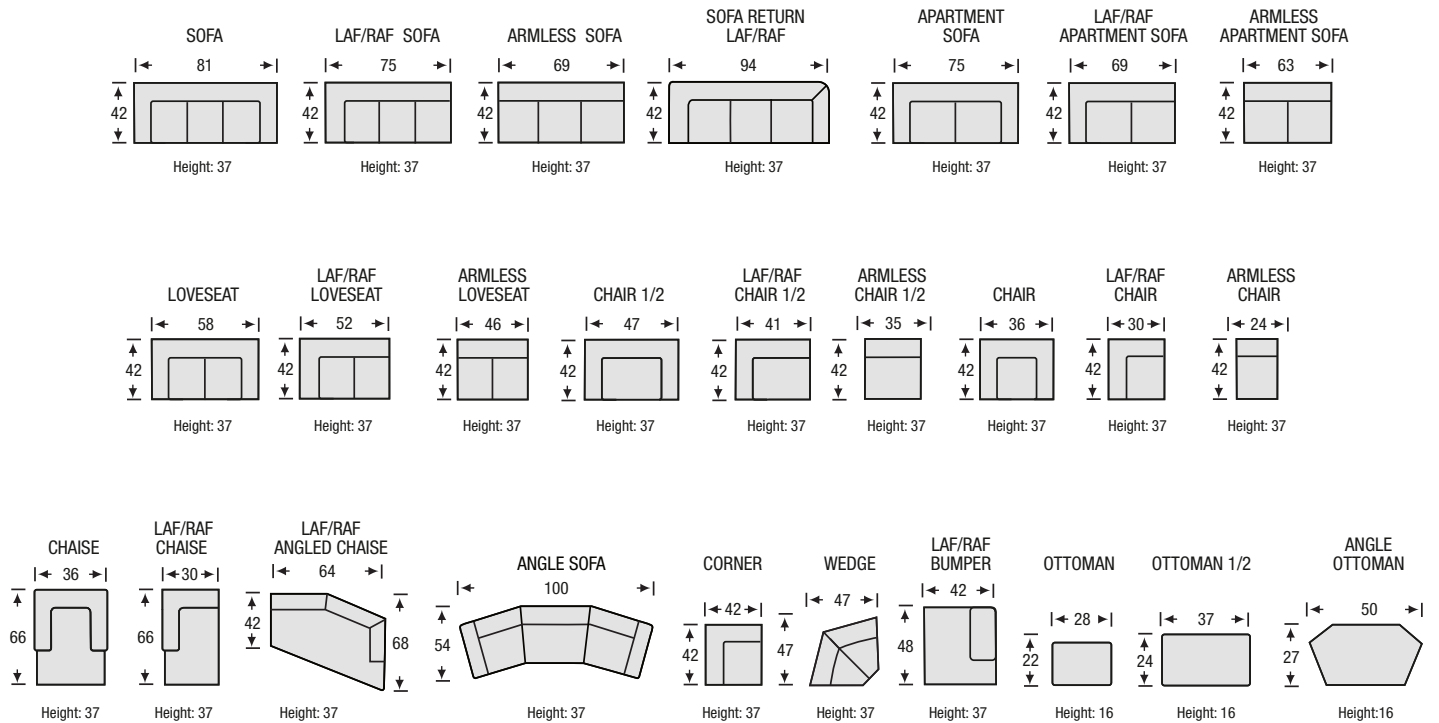 SOFA
81
42
Height: 37
LAF/RAF SOFA
75
42
Height: 37
ARMLESS SOFA
69
42
Height: 37
SOFA RETURN
LAF/RAF
94
42
Height: 37
APARTMENT
SOFA
75
42
Height: 37
LAF/RAF
APARTMENT SOFA
69
42
Height: 37
ARMLESS
APARTMENT SOFA
63
42
Height: 37
LOVESEAT
58
42
Height: 37
LAF/RAF
LOVESEAT
52
42
Height: 37
ARMLESS
LOVESEAT
46
42
Height: 37
CHAIR 1/2
47
42
Height: 37
LAF/RAF
CHAIR 1/2
41
42
Height: 37
ARMLESS
CHAIR 1/2
35
42
Height: 37
CHAIR
36
42
Height: 37
LAF/RAF
CHAIR
30
42
Height: 37
ARMLESS
CHAIR
24
42
Height: 37
CHAISE
36
66
Height: 37
LAF/RAF
CHAISE
30
66
Height: 37
LAF/RAF
ANGLED CHAISE
64
42
68
Height: 37
ANGLE SOFA
100
54
Height: 37
CORNER
42
42
Height: 37
WEDGE
47
47
Height: 37
LAF/RAF
BUMPER
42
48
Height: 37
OTTOMAN
28
22
Height: 16
OTTOMAN 1/2
37
24
Height: 16
ANGLE
OTTOMAN
50
27
Height:16